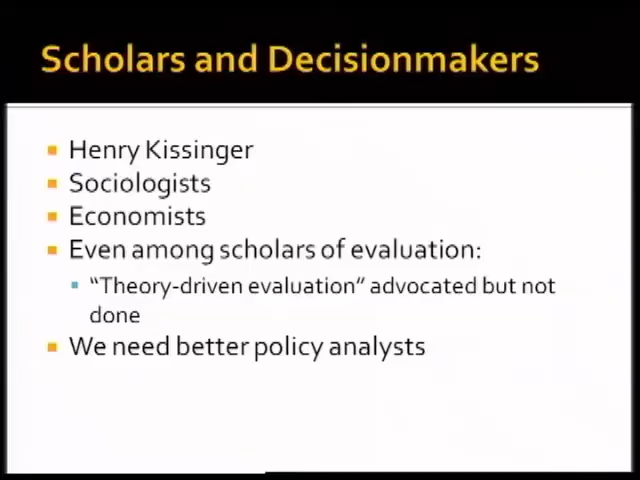 Scholars and Decisionmakers
Henry Kissinger
Sociologists
Economists
Even among scholars of evaluation:
“Theory-driven evaluation” advocated but not
done
We need better policy analysts